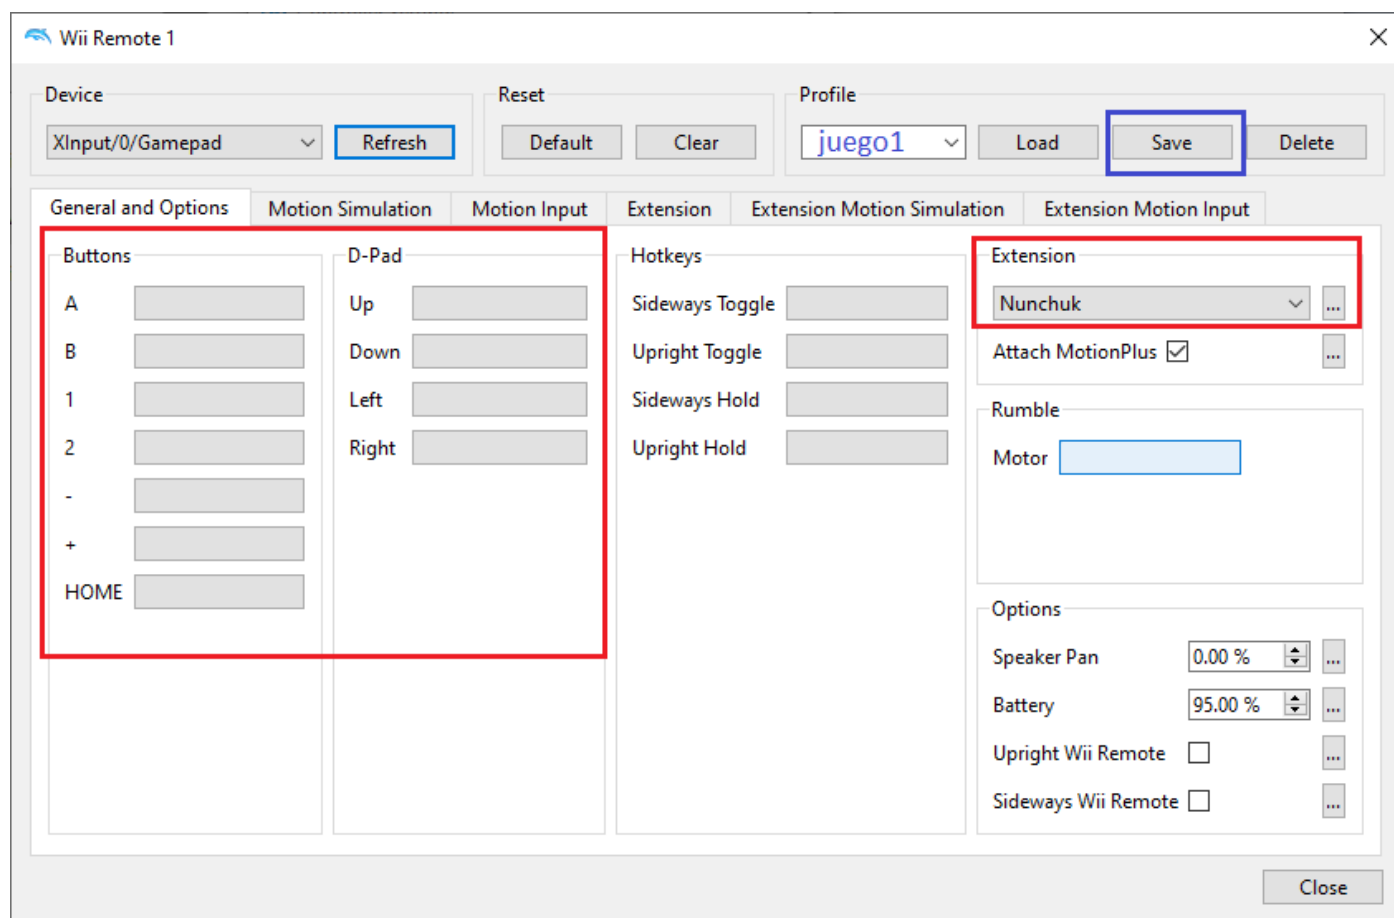 Wii Remote 1
Device
XInput/0/Gamepad
Refresh
Reset
Default
Clear
Profile
juego1
Load
Save
Delete
General and Options
Motion Simulation
Motion Input
Extension
Extension Motion Simulation
Extension Motion Input
Buttons
A
B
1
2
-
+
HOME
D-Pad
Up
Down
Left
Right
Hotkeys
Sideways Toggle
Upright Toggle
Sideways Hold
Upright Hold
Extension
Nunchuk
...
Attach MotionPlus
...
Rumble
Motor
Options
Speaker Pan
0.00 %
...
Battery
95.00 %
...
Upright Wii Remote
...
Sideways Wii Remote
...
Close